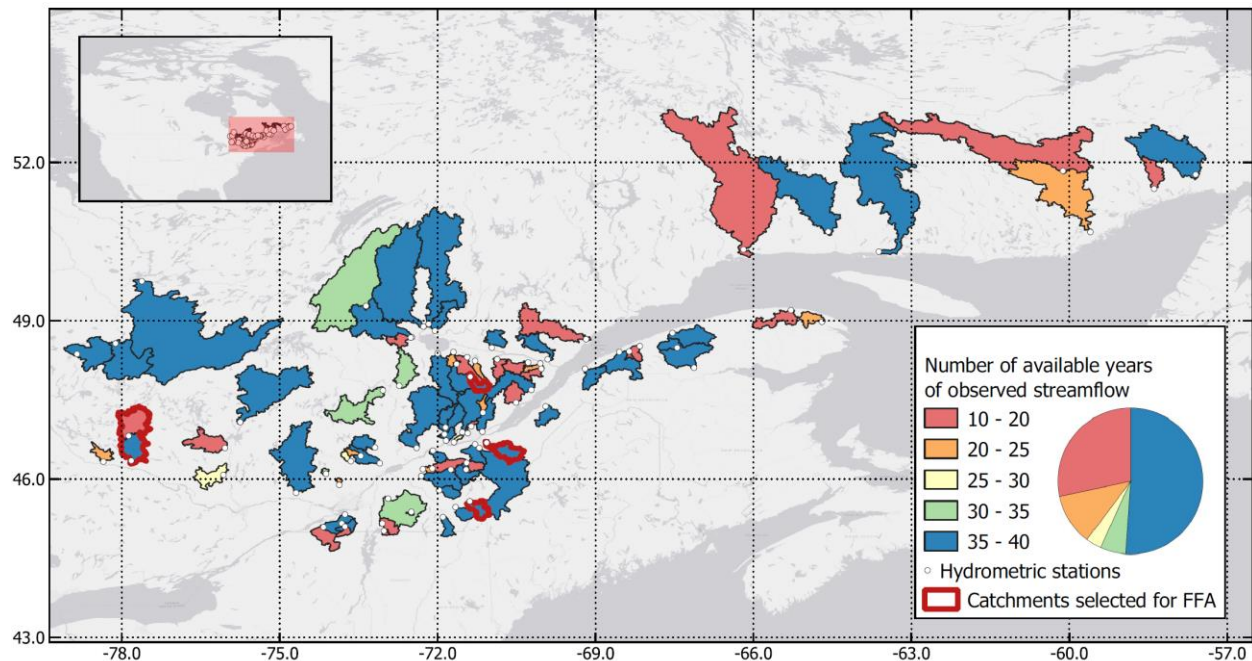 52.0
49.0
46.0
43.0
-78.0
-75.0
-72.0
-69.0
-66.0
-63.0
-60.0
-57.0
Number of available years
of observed streamflow
10 - 20
20 - 25
25 - 30
30 - 35
35 - 40
Hydrometric stations
Catchments selected for FFA